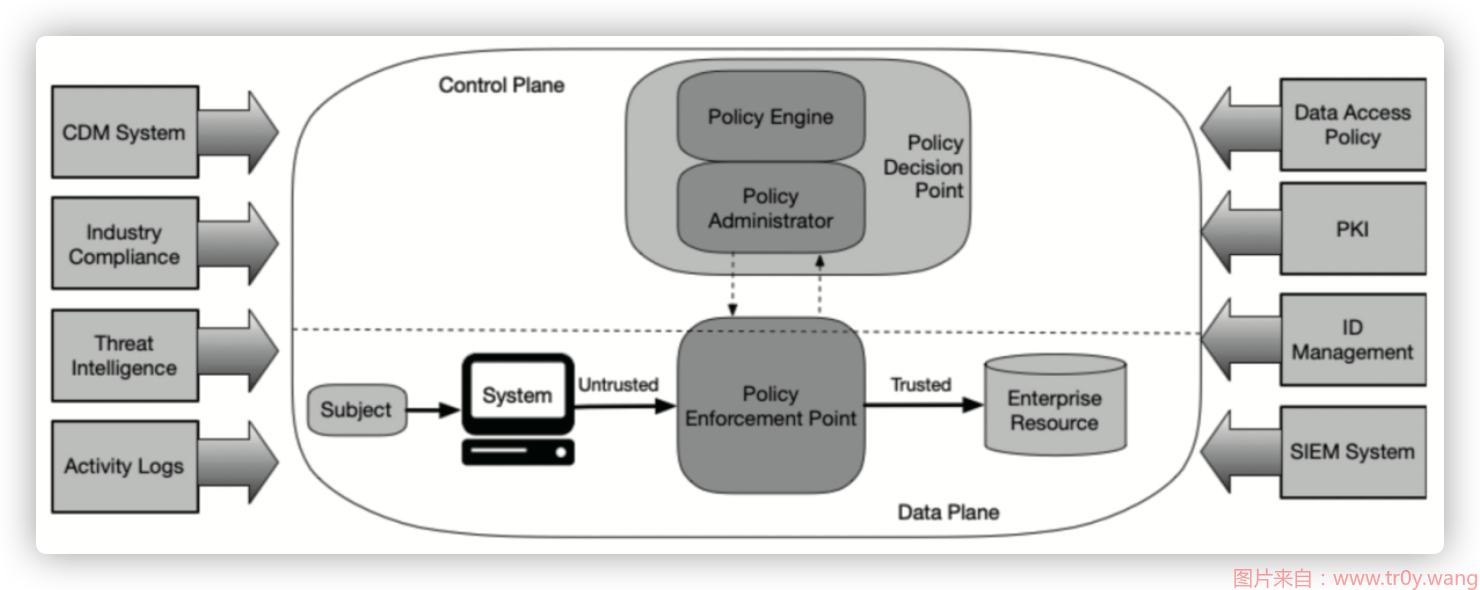 CDM System
Industry
Compliance
Threat
Intelligence
Activity Logs
Control Plane
Policy Engine
Policy
Administrator
Policy
Decision
Point
Subject
System
Untrusted
Policy
Enforcement Point
Trusted
Enterprise
Resource
Data Plane
Data Access
Policy
PKI
ID
Management
SIEM System
图片来自：www.tr0y.wang